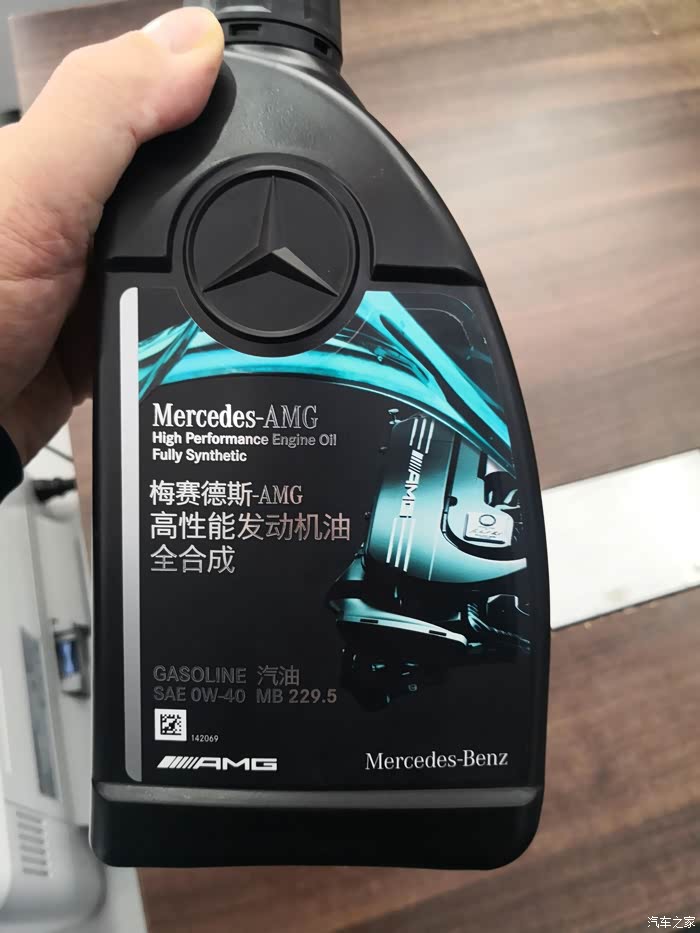 Mercedes-AMG
High Performance Engine Oil
Fully Synthetic
梅赛德斯-AMG
高性能发动机油
全合成
AMG
GASOLINE 汽油
SAE 0W-40 MB 229.5
142069
AMG
Mercedes-Benz
汽车之家